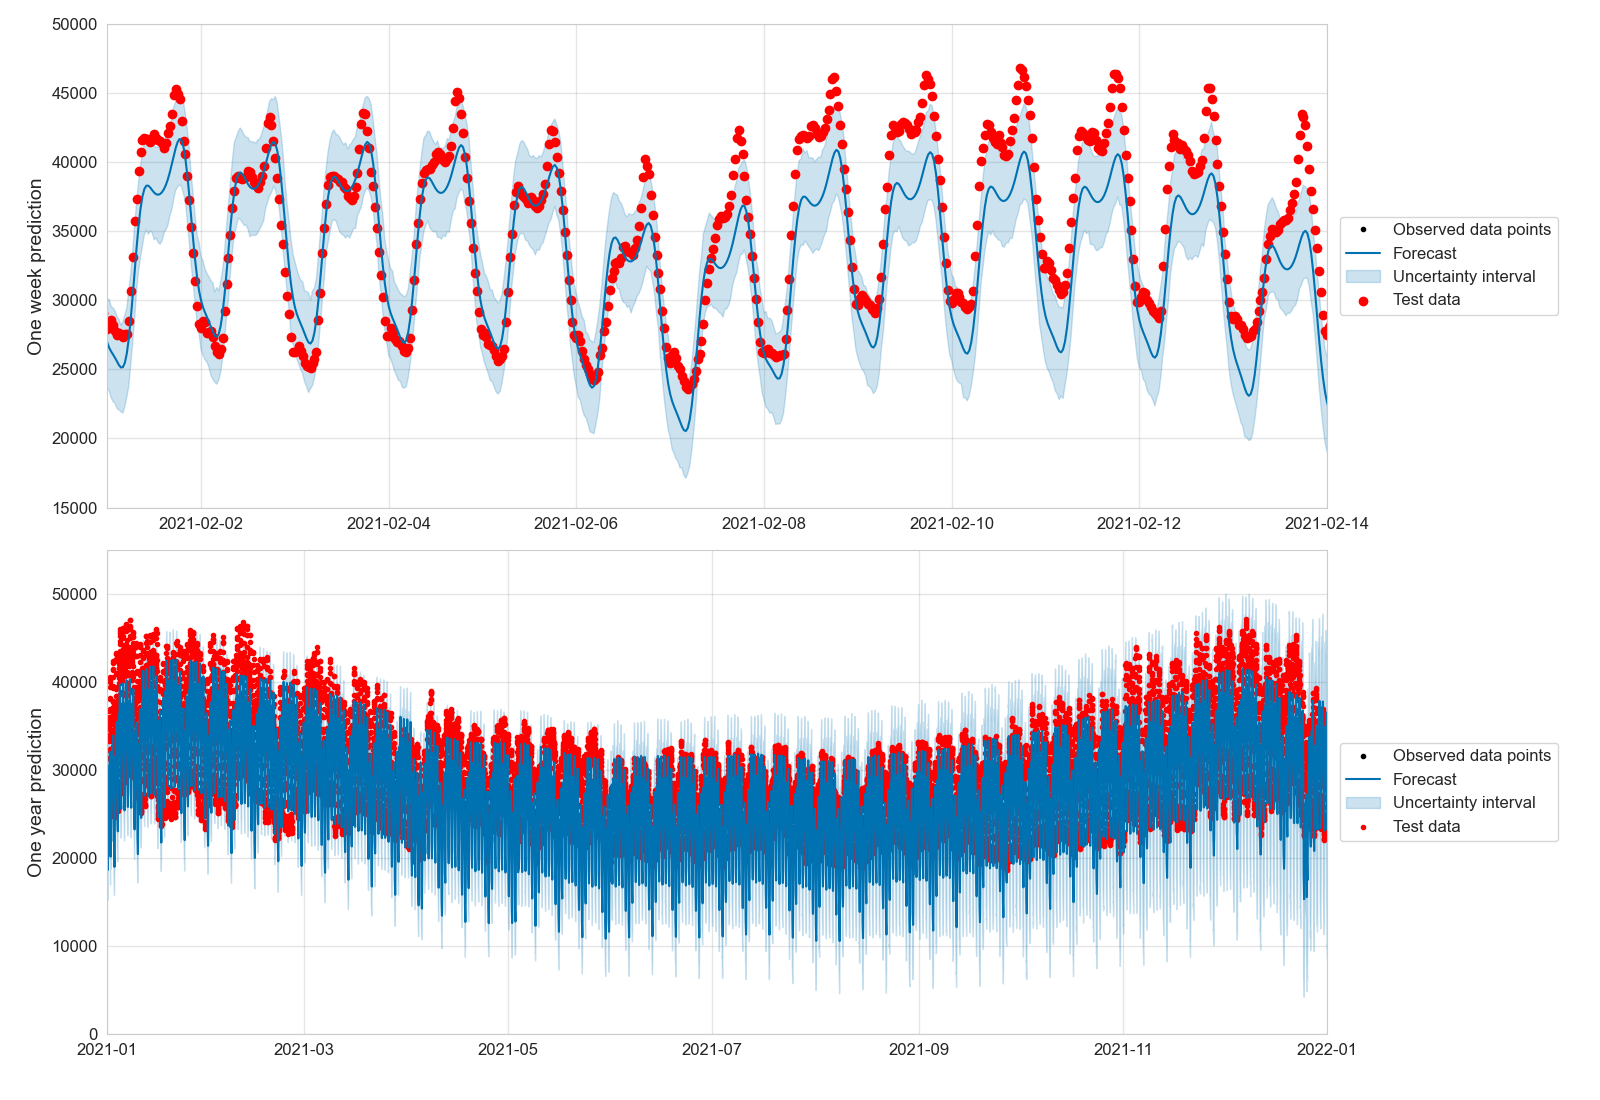 One week prediction
50000
45000
40000
35000
30000
25000
20000
15000
2021-02-02
2021-02-04
2021-02-06
2021-02-08
2021-02-10
2021-02-12
2021-02-14
Observed data points
Forecast
Uncertainty interval
Test data
One year prediction
50000
40000
30000
20000
10000
0
2021-01
2021-03
2021-05
2021-07
2021-09
2021-11
2022-01
Observed data points
Forecast
Uncertainty interval
Test data